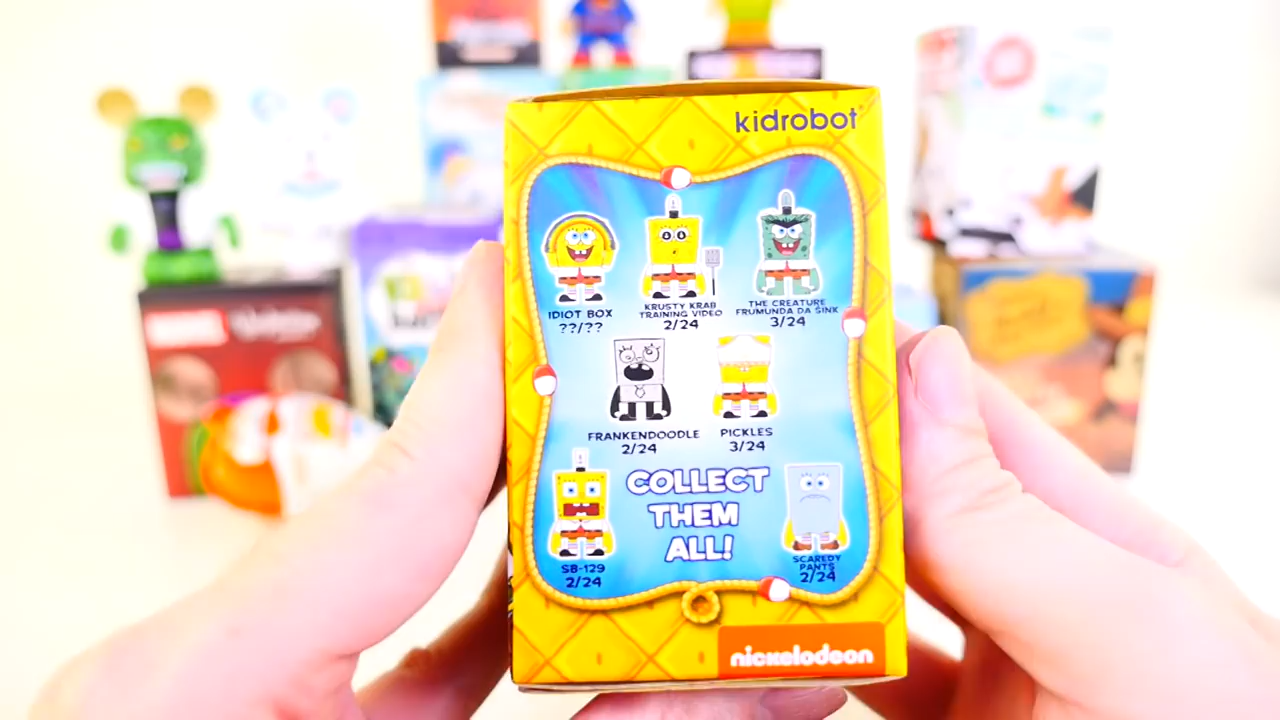 kidrobot
IDIOT BOX
??/??
KRUSTY KRAB
TRAINING VIDEO
2/24
THE CREATURE
FRUMUNDA DA SINK
3/24
FRANKENDOODLE
2/24
PICKLES
3/24
COLLECT
THEM
ALL!
SB-129
2/24
SCAREDY
PANTS
2/24
nickelodeon
MARVEL